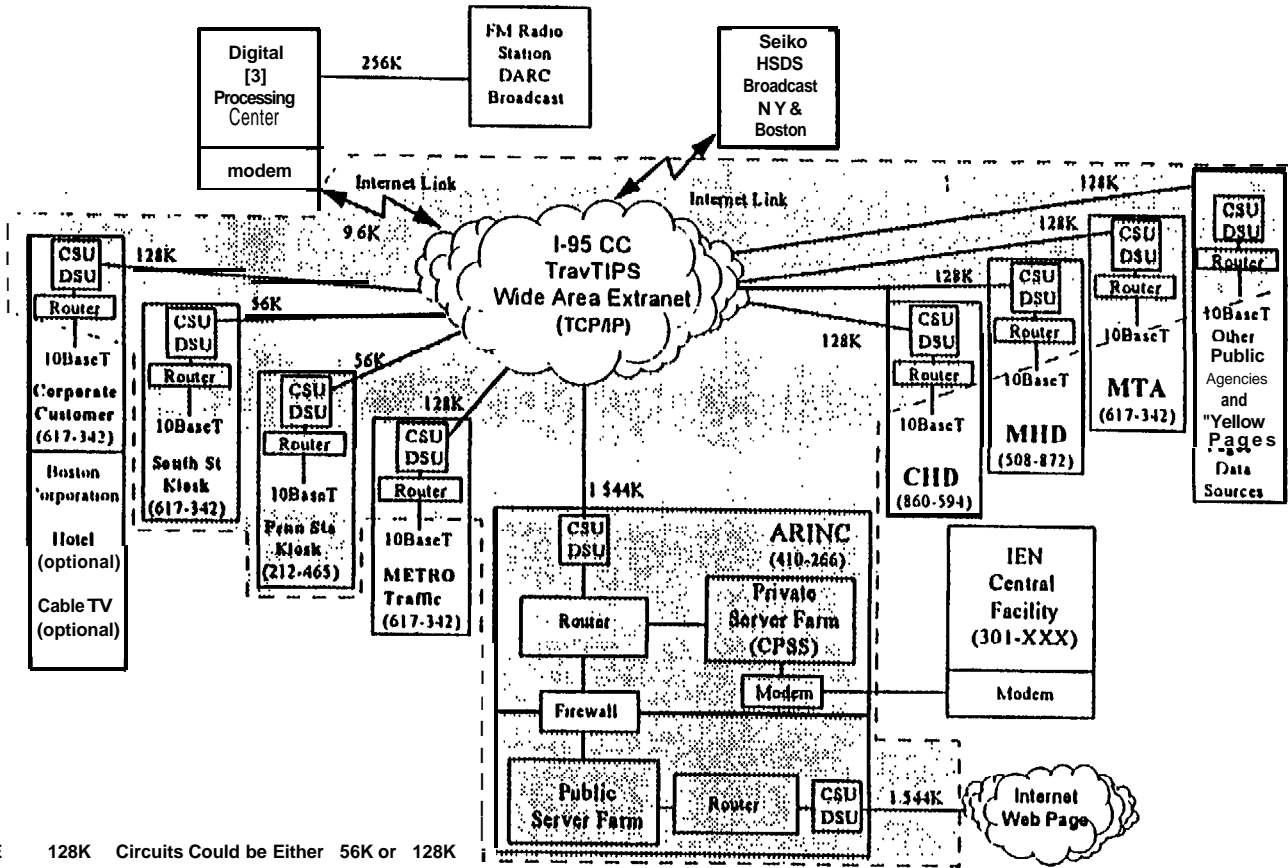 Digital
[3]
Processing
Center
modem
256K
FM Radio
Station
DARC
Broadcast
Seiko
HSDS
Broadcast
NY &
Boston
Internet Link
9.6K
Internet Link
I-95 CC
TravTIPS
Wide Area Extranet
(TCP/IP)
CSU
DSU
Router
10BaseT
Corporate
Customer
(617-342)
Boston
Corporation
Hotel
(optional)
Cable TV
(optional)
128K
CSU
DSU
Router
10BaseT
South St
Kiosk
(617-342)
56K
CSU
DSU
Router
10BaseT
Penn Sta
Kiosk
(212-465)
56K
CSU
DSU
Router
10BaseT
METRO
Traffic
(617-342)
128K
1.544K
CSU
DSU
ARINC
(410-266)
Router
Private
Server Farm
(CPSS)
Modem
Firewall
Public
Server Farm
Router
CSU
DSU
1.544K
Internet
Web Page
128K
CSU
DSU
Router
10BaseT
CHD
(860-594)
128K
CSU
DSU
Router
10BaseT
MHD
(508-872)
128K
CSU
DSU
Router
10BaseT
MTA
(617-342)
128K
CSU
DSU
Router
10BaseT
Other
Public
Agencies
and
"Yellow
Pages
Data
Sources
IEN
Central
Facility
(301-XXX)
Modem
E 128K Circuits Could be Either 56K or 128K